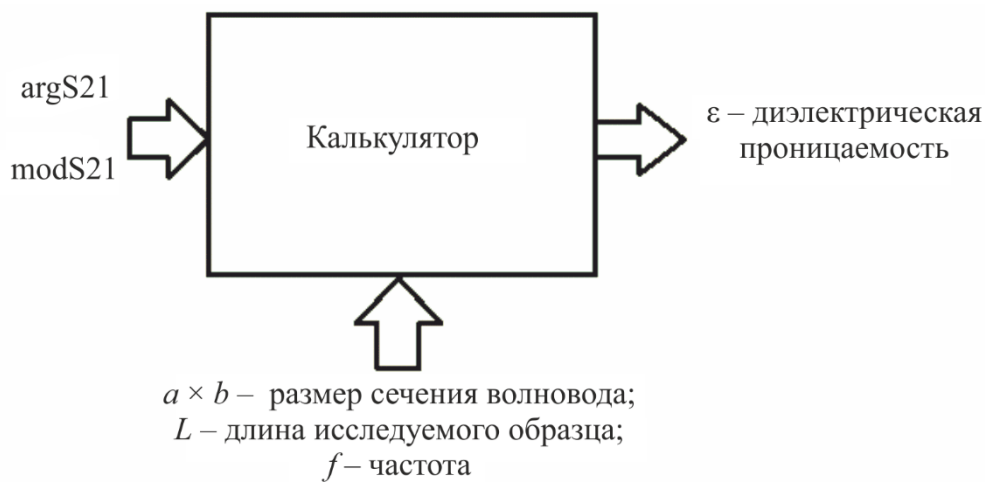 argS21
modS21
Калькулятор
ε – диэлектрическая
проницаемость
a × b – размер сечения волновода;
L – длина исследуемого образца;
f – частота